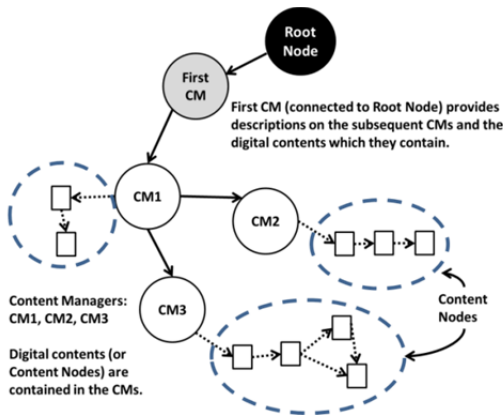 Root
Node
First
CM
First CM (connected to Root Node) provides
descriptions on the subsequent CMs and the
digital contents which they contain.
CM1
CM2
Content Managers:
CM1, CM2, CM3
CM3
Content
Nodes
Digital contents (or
Content Nodes) are
contained in the CMs.